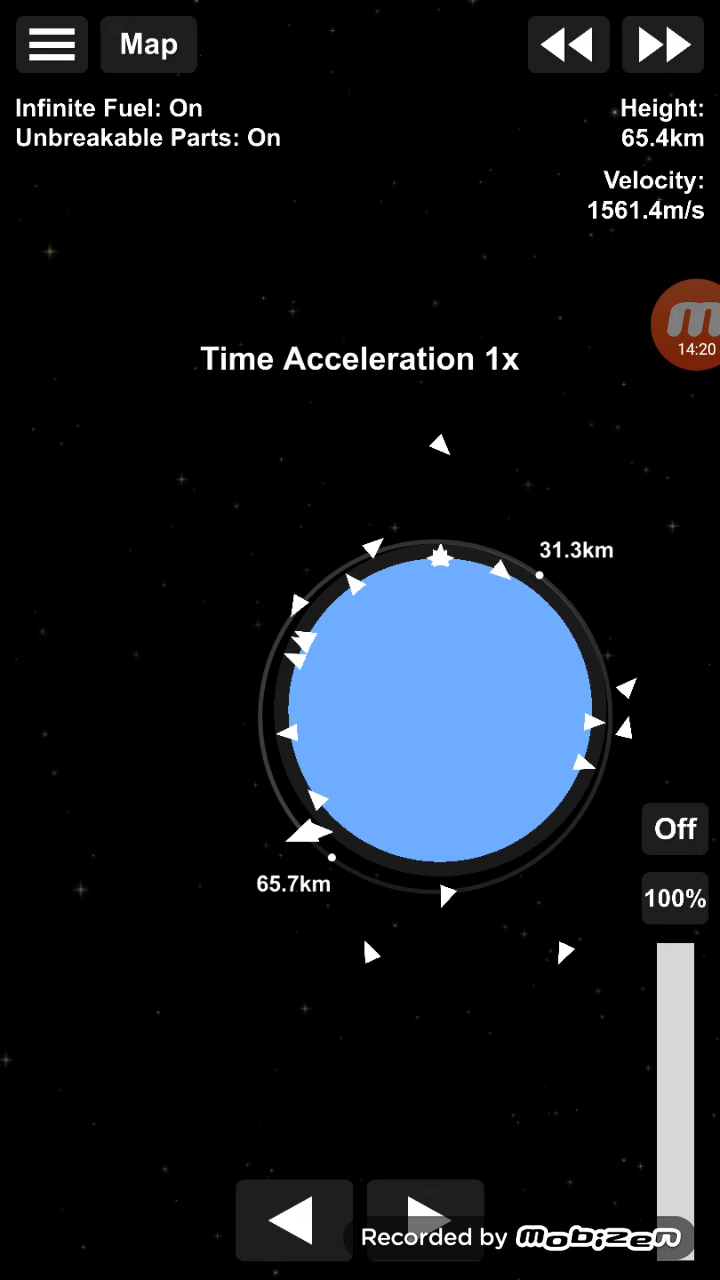 Map
Infinite Fuel: On
Unbreakable Parts: On
Height:
65.4km
Velocity:
1561.4m/s
m
14:20
Time Acceleration 1x
31.3km
65.7km
Off
100%
Recorded by mobizen